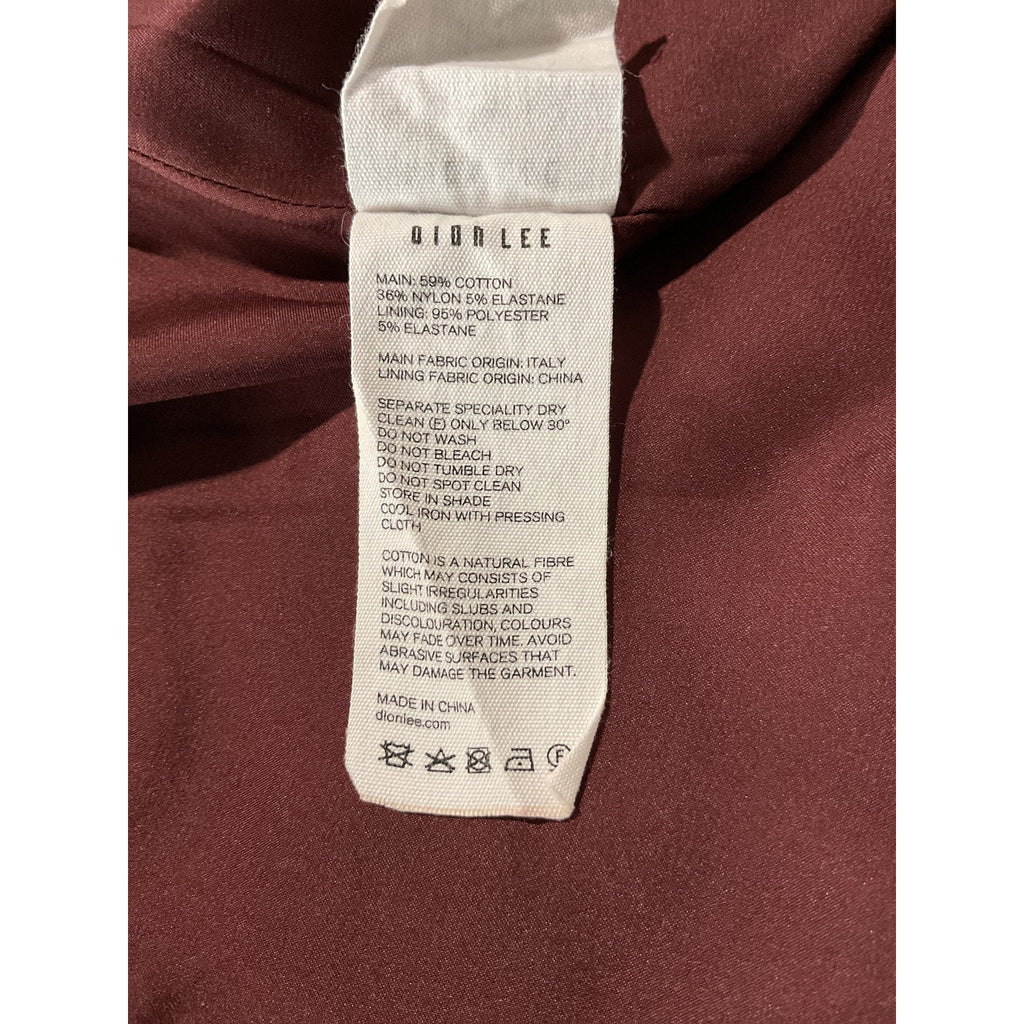 DION LEE
MAIN: 59% COTTON
36% NYLON 5% ELASTANE
LINING: 95% POLYESTER
5% ELASTANE
MAIN FABRIC ORIGIN: ITALY
LINING FABRIC ORIGIN: CHINA
SEPARATE SPECIALITY DRY
CLEAN (F) ONLY BELOW 30°
DO NOT WASH
DO NOT BLEACH
DO NOT TUMBLE DRY
DO NOT SPOT CLEAN
STORE IN SHADE
COOL IRON WITH PRESSING
CLOTH
COTTON IS A NATURAL FIBRE
WHICH MAY CONSISTS OF
SLIGHT IRREGULARITIES
INCLUDING SLUBS AND
DISCOLOURATION, COLOURS
MAY FADE OVER TIME. AVOID
ABRASIVE SURFACES THAT
MAY DAMAGE THE GARMENT.
MADE IN CHINA
dionlee.com
F